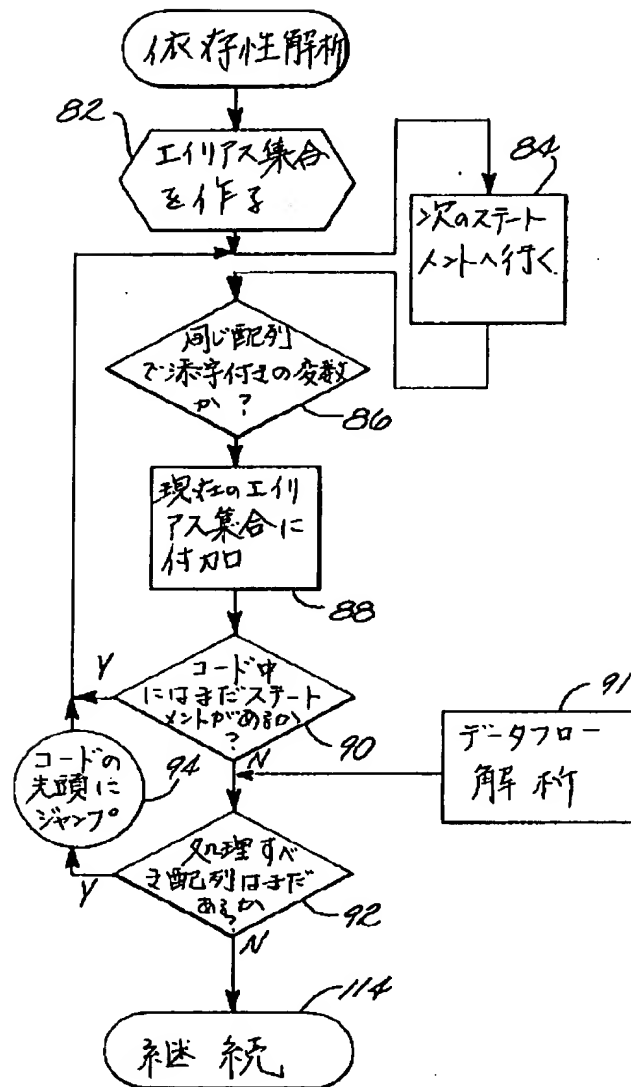 依存性解析
82
エイリアス集合
を作る
84
次のステート
メントへ行く
同じ配列
で添字付きの変数
か?
86
現在のエイリ
アス集合に
付加
88
コード中
にはまだステート
メントがあるか
?
90
Y
N
91
データフロー
解析
コードの
先頭に
ジャンプ
94
処理すべ
き配列はまだ
あるか
?
92
Y
N
114
継続